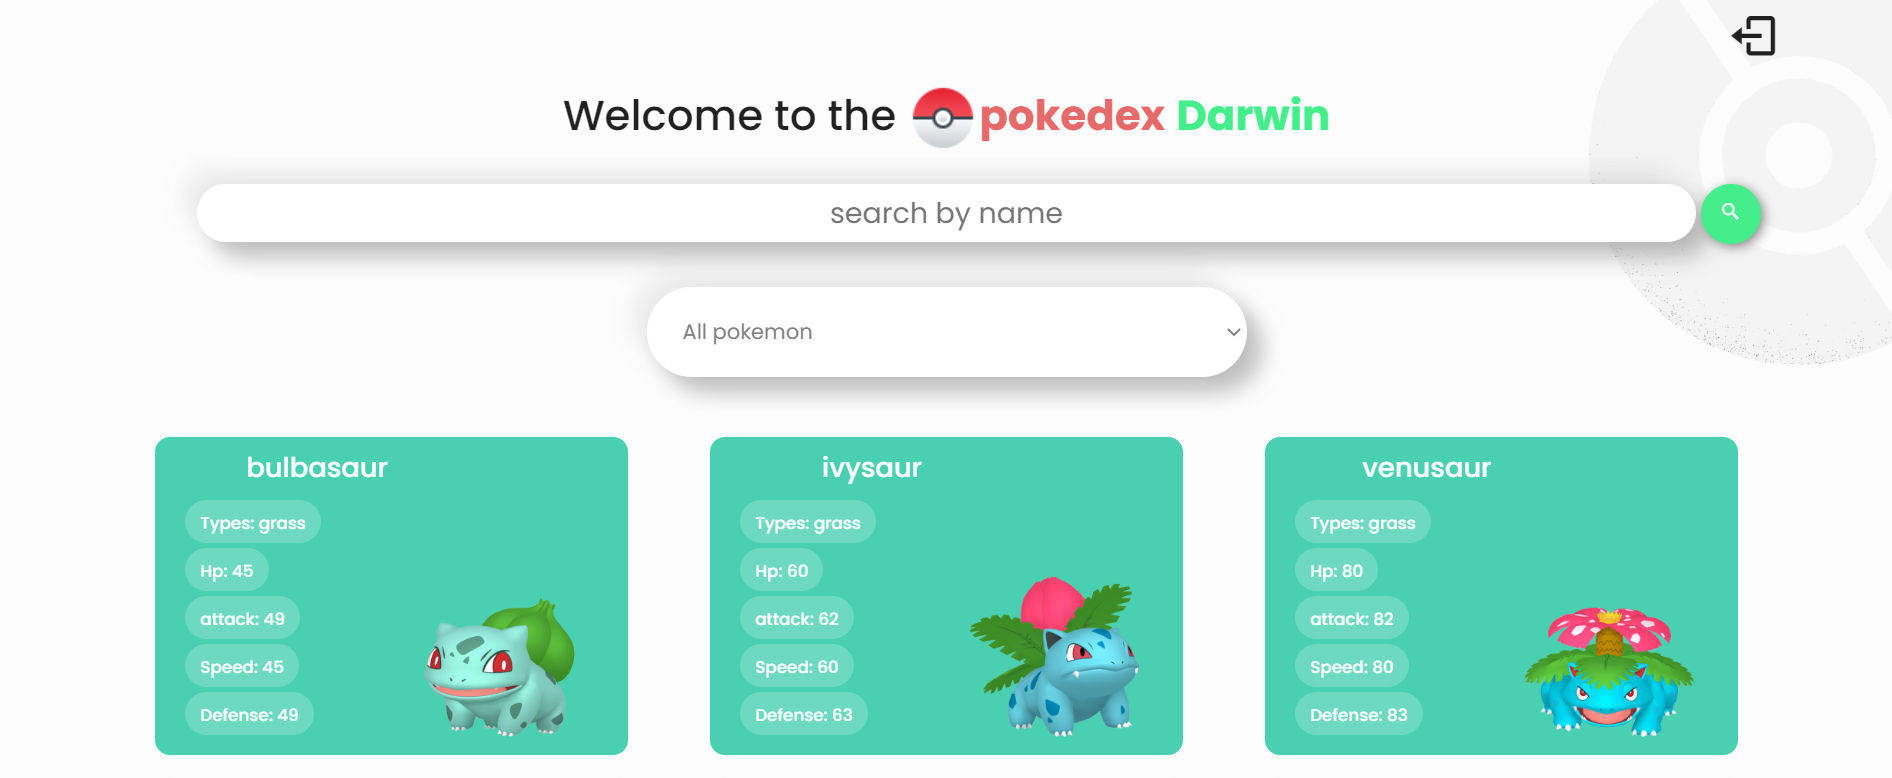 Welcome to the pokedex Darwin
search by name
All pokemon
bulbasaur
Types: grass
Hp: 45
attack: 49
Speed: 45
Defense: 49
ivysaur
Types: grass
Hp: 60
attack: 62
Speed: 60
Defense: 63
venusaur
Types: grass
Hp: 80
attack: 82
Speed: 80
Defense: 83